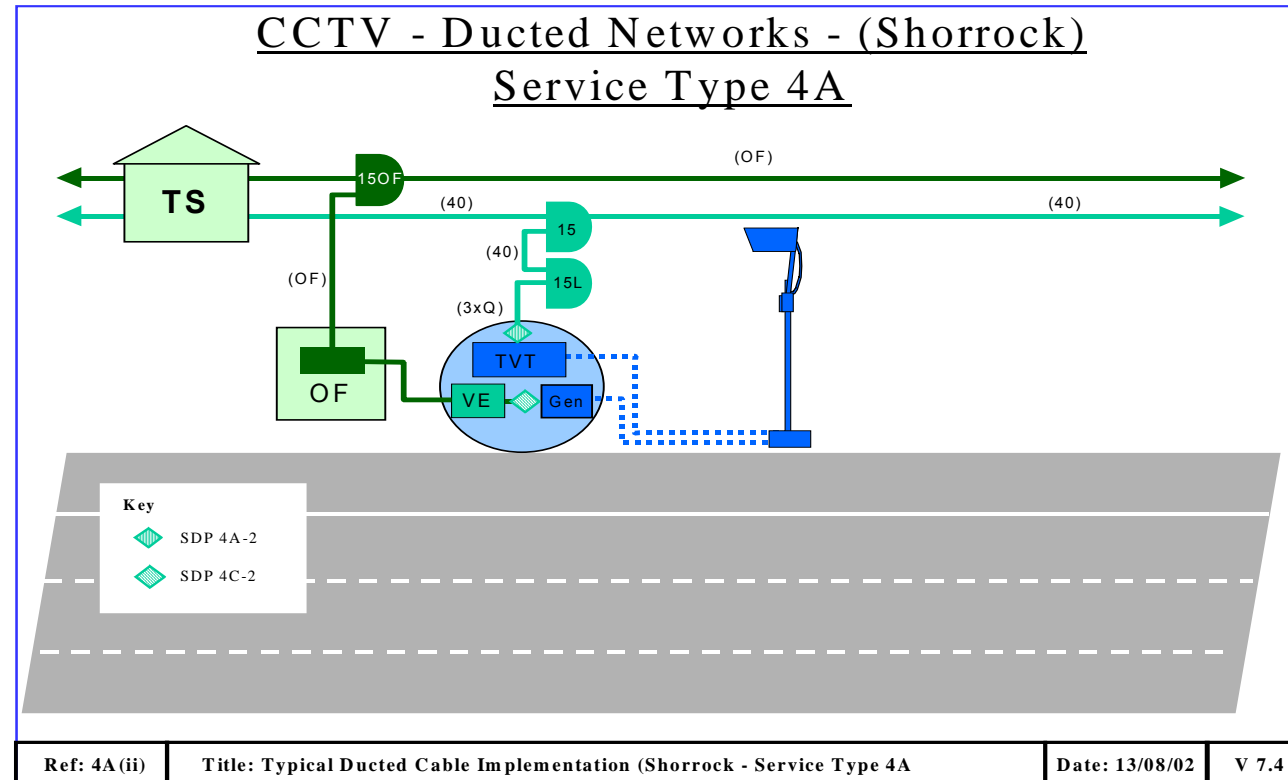 CCTV - Ducted Networks - (Shorrock)
Service Type 4A
(OF)
15OF
TS
(40)
(40)
15
(40)
(OF)
15L
(3xQ)
TVT
OF
VE
Gen
Key
SDP 4A-2
SDP 4C-2
Ref: 4A(ii)
Title: Typical Ducted Cable Implementation (Shorrock - Service Type 4A
Date: 13/08/02
V 7.4